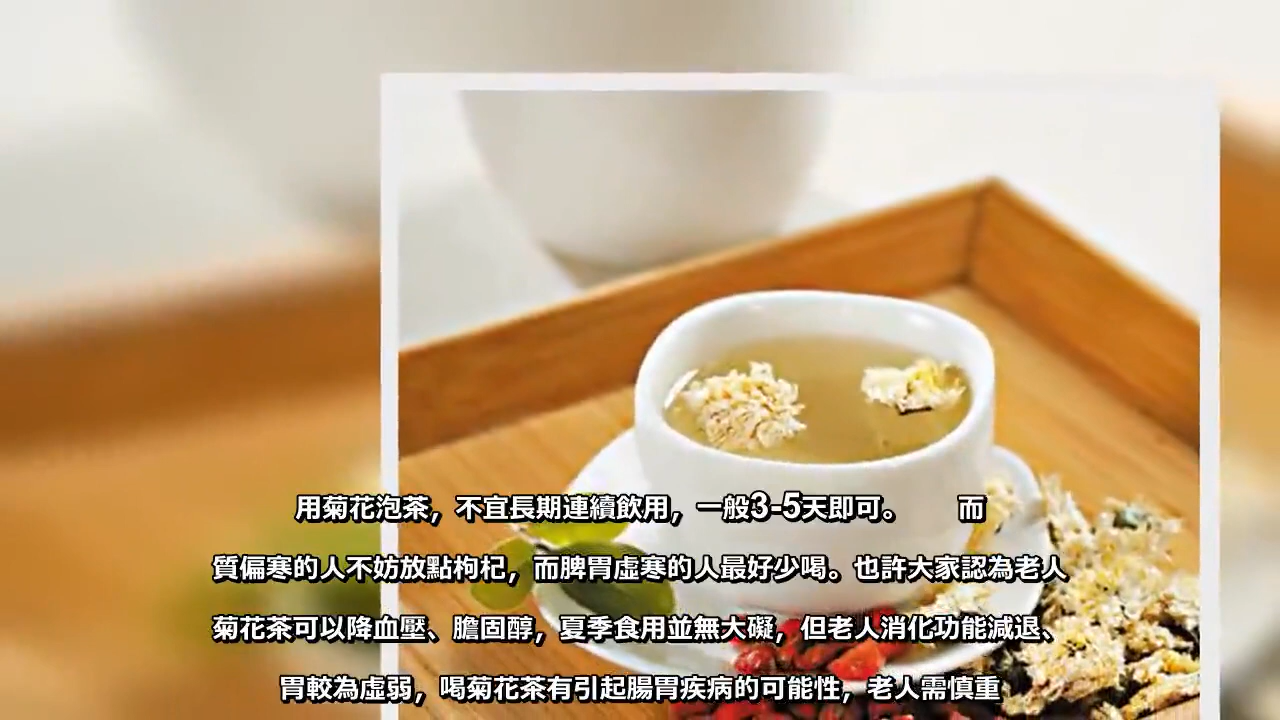 用菊花泡茶，不宜長期連續飲用，一般3-5天即可。 而
質偏寒的人不妨放點枸杞，而脾胃虛寒的人最好少喝。也許大家認為老人
菊花茶可以降血壓、膽固醇，夏季食用並無大礙，但老人消化功能減退、
胃較為虛弱，喝菊花茶有引起腸胃疾病的可能性，老人需慎重